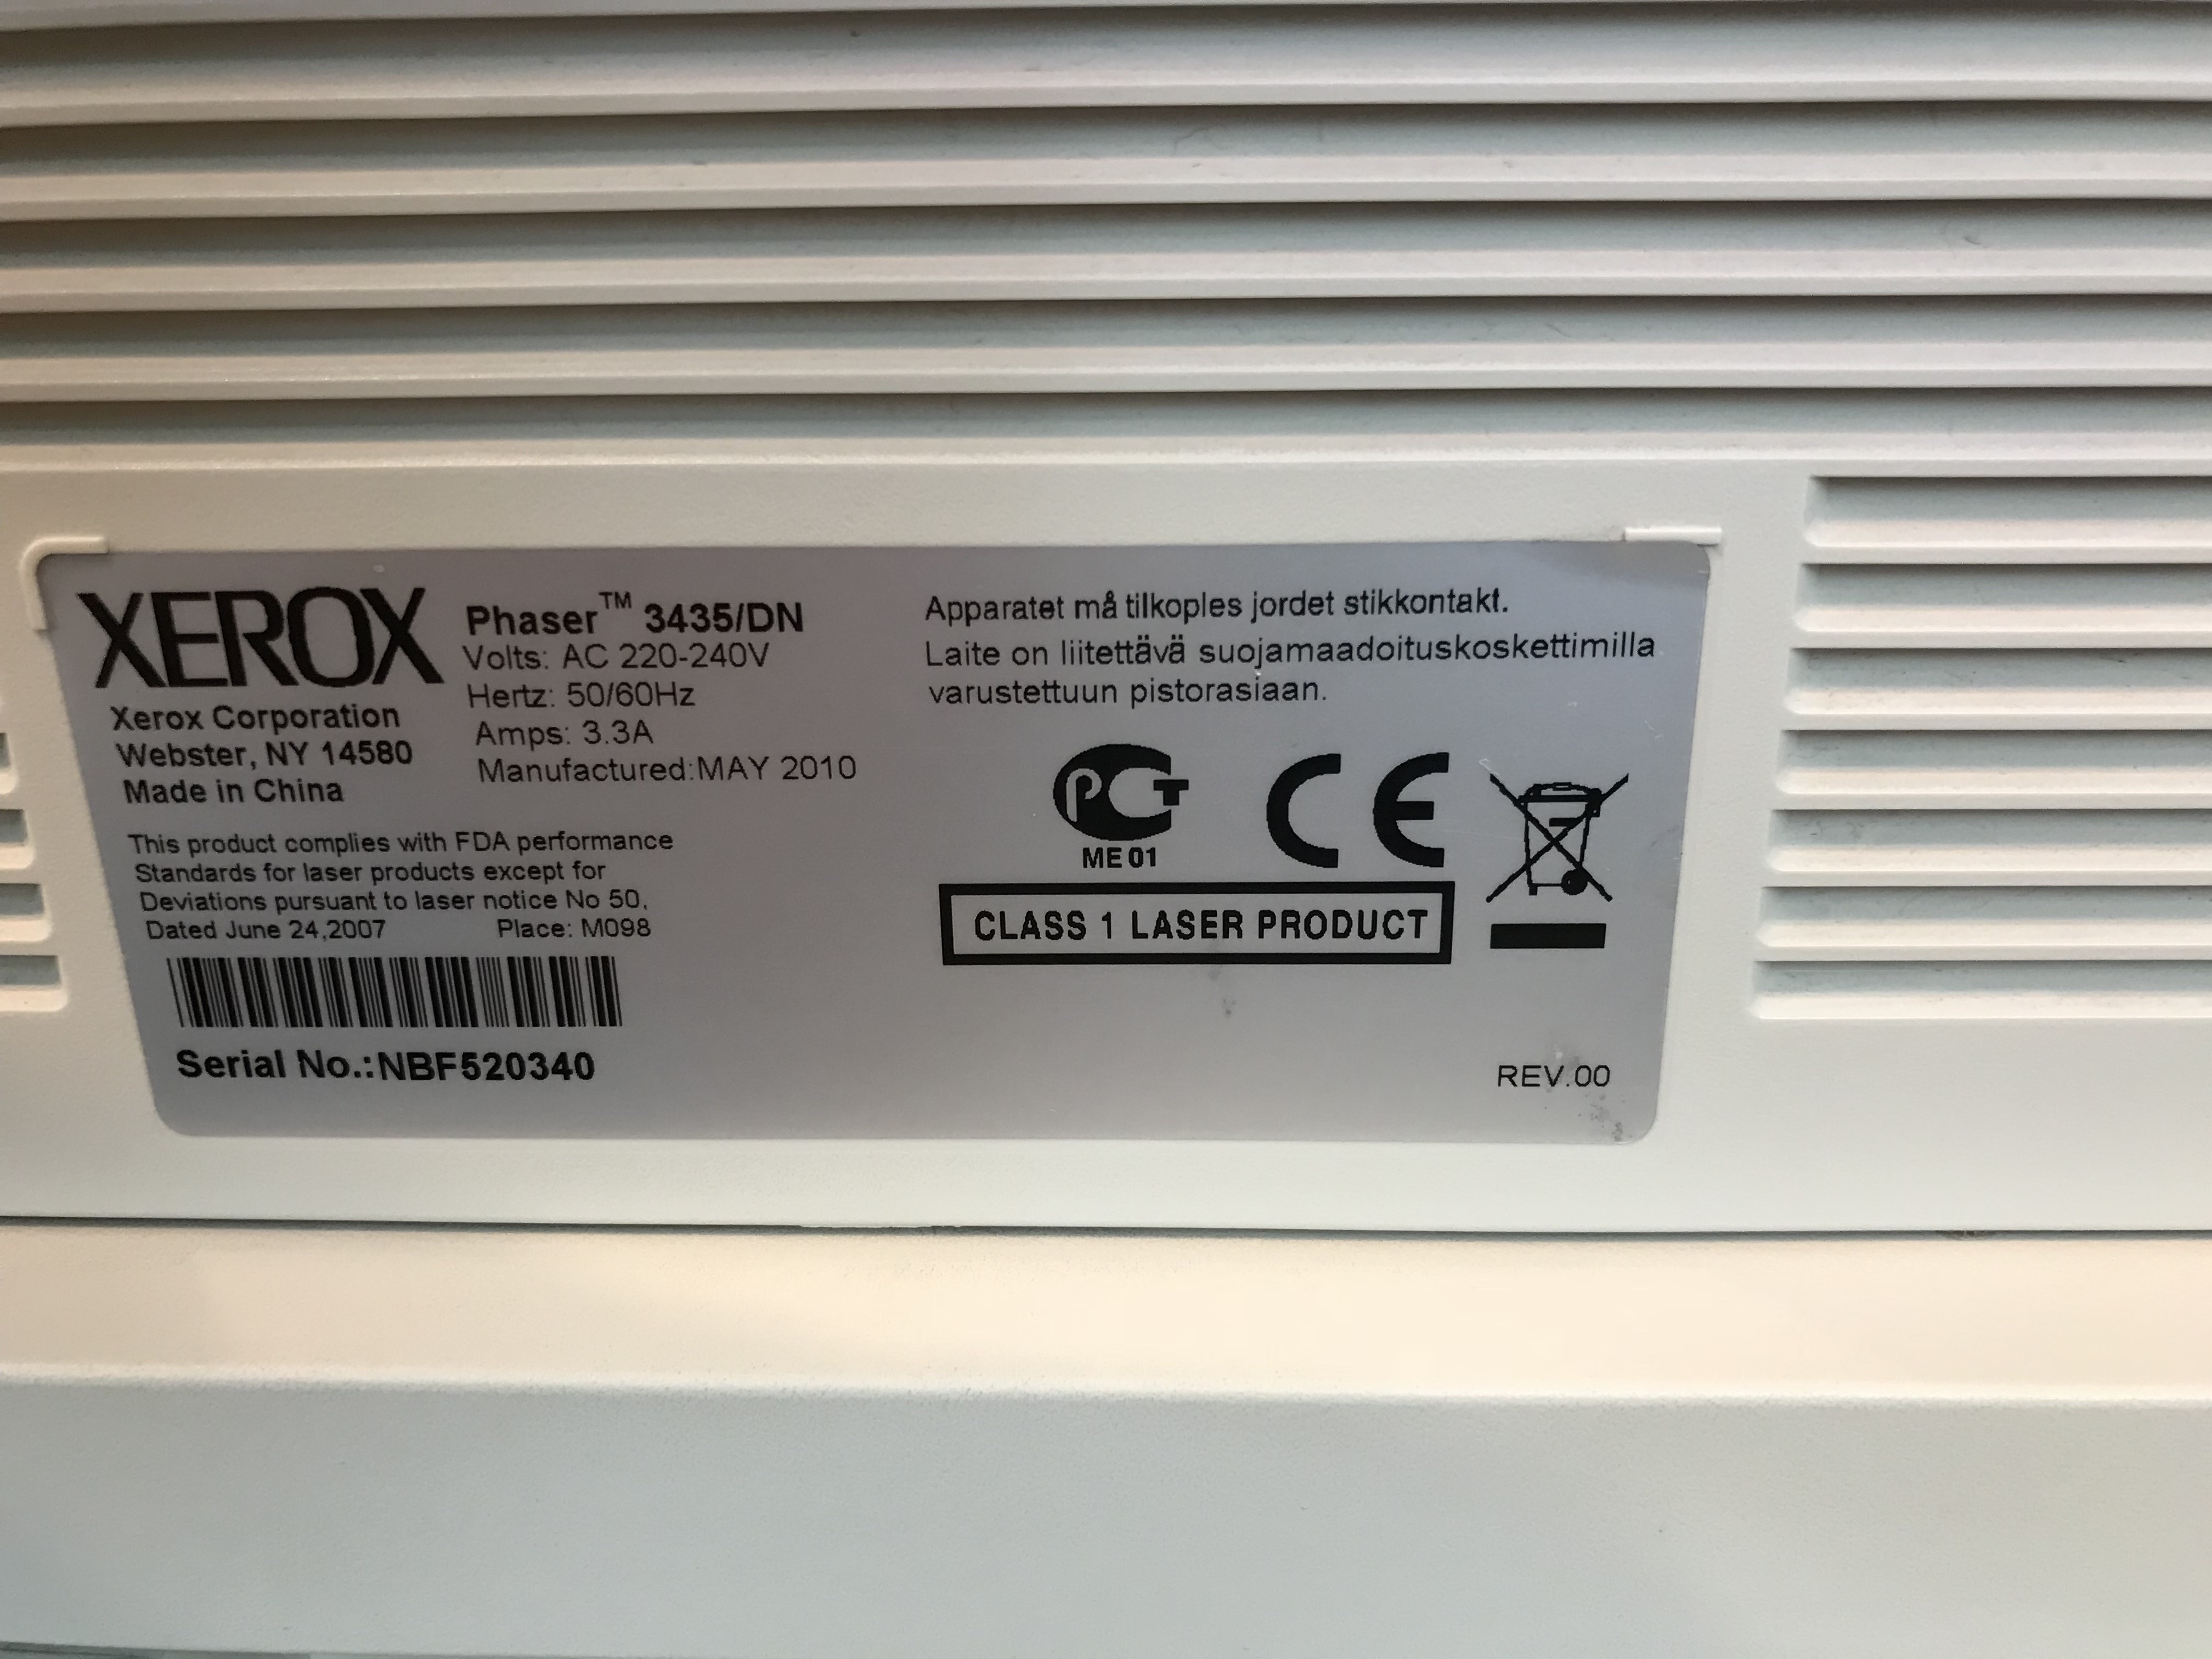 XEROX
Xerox Corporation
Webster, NY 14580
Made in China
Phaser™ 3435/DN
Volts: AC 220-240V
Hertz: 50/60Hz
Amps: 3.3A
Manufactured:MAY 2010
This product complies with FDA performance
Standards for laser products except for
Deviations pursuant to laser notice No 50,
Dated June 24,2007 Place: M098
Serial No.:NBF520340
Apparatet må tilkoples jordet stikkontakt.
Laite on liitettävä suojamaadoituskoskettimilla
varustettuun pistorasiaan.
РСТ CE
ME 01
CLASS 1 LASER PRODUCT
REV.00